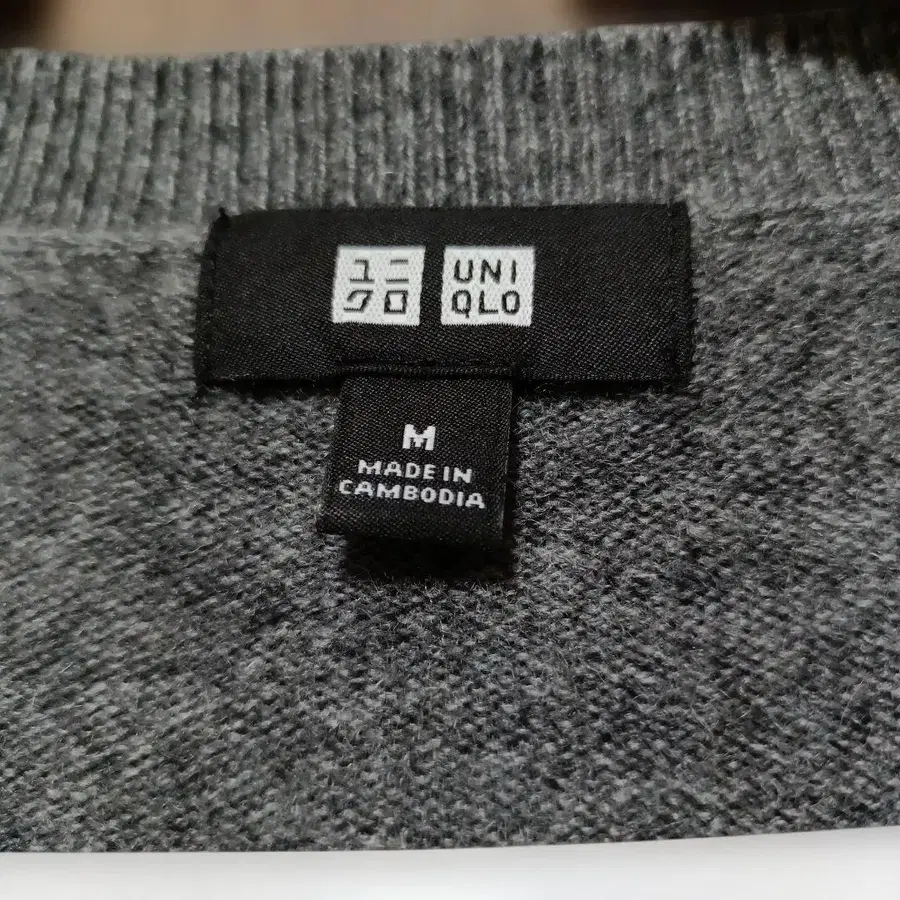 ユニ UNI
クロ QLO
M
MADE IN
CAMBODIA